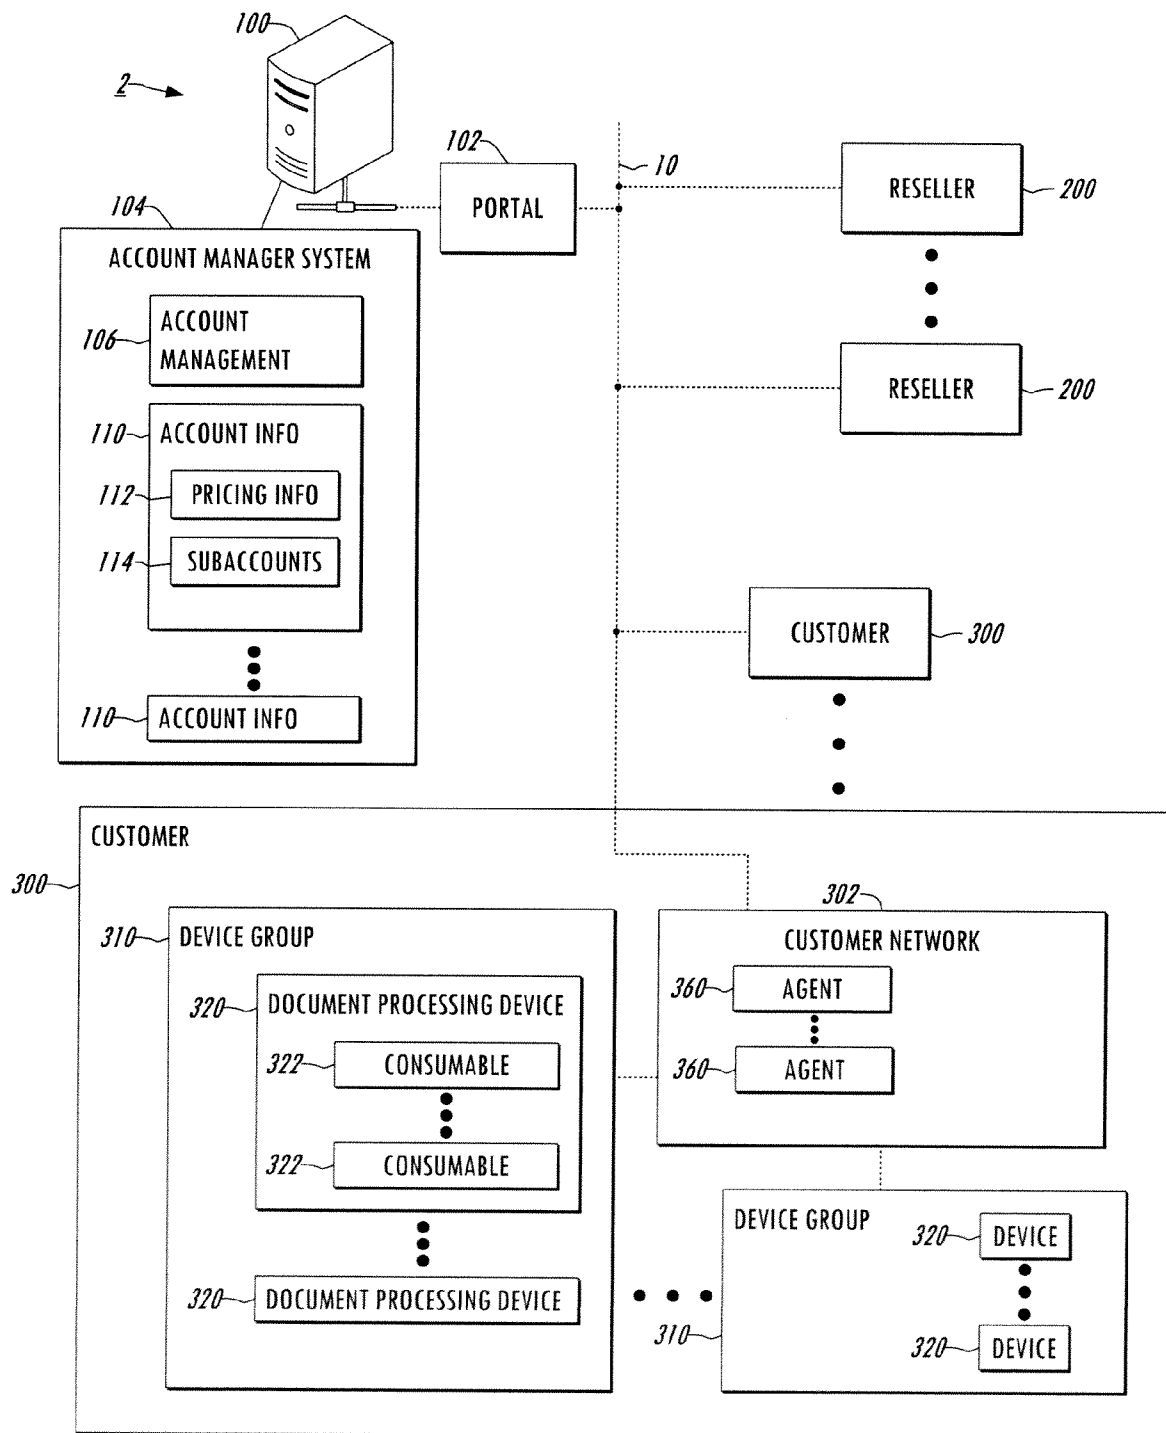 100
2
102
10
PORTAL
RESELLER
200
104
ACCOUNT MANAGER SYSTEM
106
ACCOUNT
MANAGEMENT
RESELLER
200
110
ACCOUNT INFO
112
PRICING INFO
114
SUBACCOUNTS
CUSTOMER
300
110
ACCOUNT INFO
CUSTOMER
300
310
DEVICE GROUP
320
DOCUMENT PROCESSING DEVICE
322
CONSUMABLE
322
CONSUMABLE
320
DOCUMENT PROCESSING DEVICE
302
CUSTOMER NETWORK
360
AGENT
360
AGENT
DEVICE GROUP
310
320
DEVICE
320
DEVICE